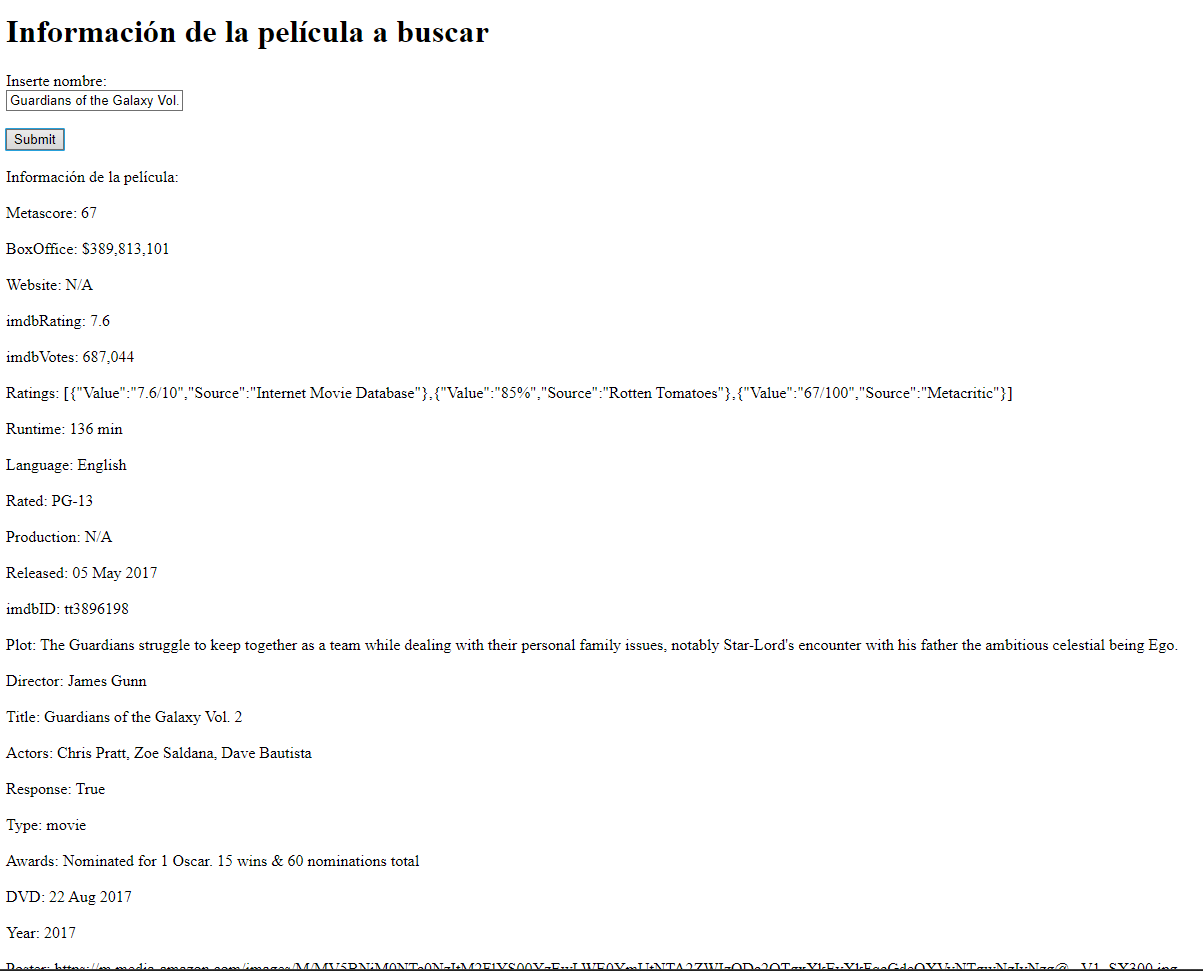 Información de la película a buscar
Inserte nombre:
Guardians of the Galaxy Vol.
Submit
Información de la película:
Metascore: 67
BoxOffice: $389,813,101
Website: N/A
imdbRating: 7.6
imdbVotes: 687,044
Ratings: [{"Value":"7.6/10","Source":"Internet Movie Database"},{"Value":"85%","Source":"Rotten Tomatoes"},{"Value":"67/100","Source":"Metacritic"}]
Runtime: 136 min
Language: English
Rated: PG-13
Production: N/A
Released: 05 May 2017
imdbID: tt3896198
Plot: The Guardians struggle to keep together as a team while dealing with their personal family issues, notably Star-Lord's encounter with his father the ambitious celestial being Ego.
Director: James Gunn
Title: Guardians of the Galaxy Vol. 2
Actors: Chris Pratt, Zoe Saldana, Dave Bautista
Response: True
Type: movie
Awards: Nominated for 1 Oscar. 15 wins & 60 nominations total
DVD: 22 Aug 2017
Year: 2017
Poster: